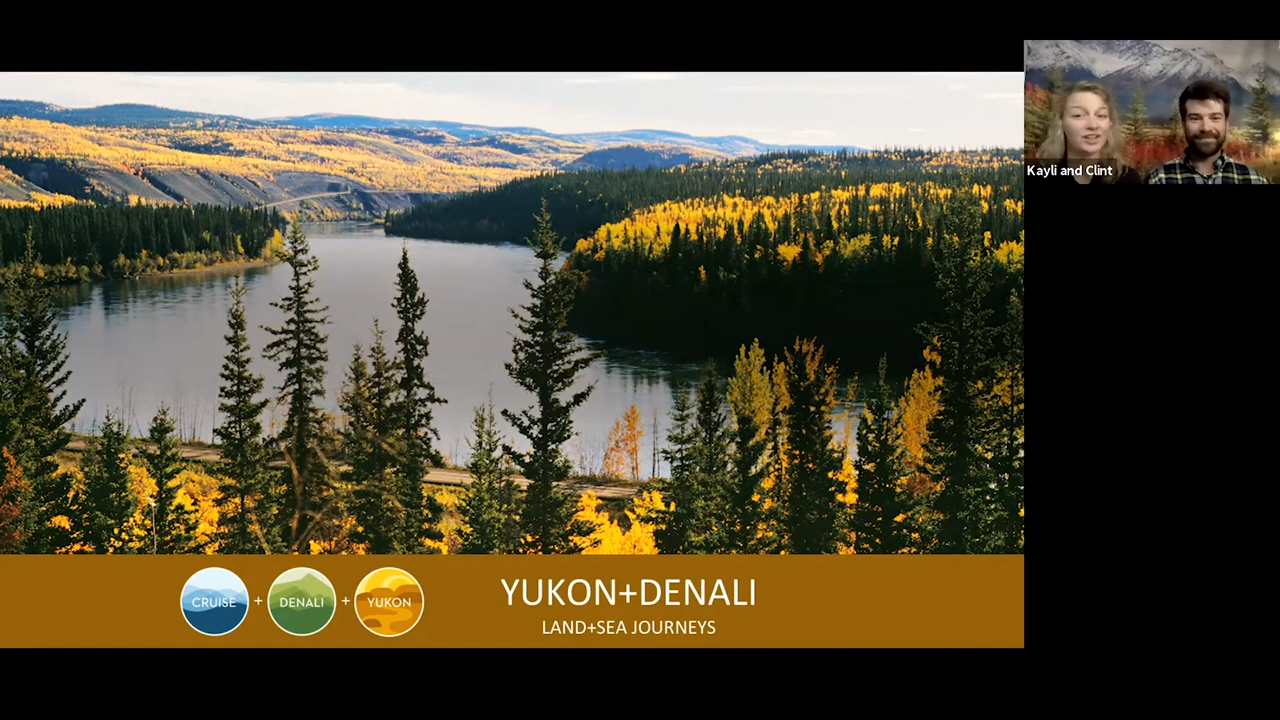 Kayli and Clint
CRUISE + DENALI + YUKON
YUKON+DENALI
LAND+SEA JOURNEYS